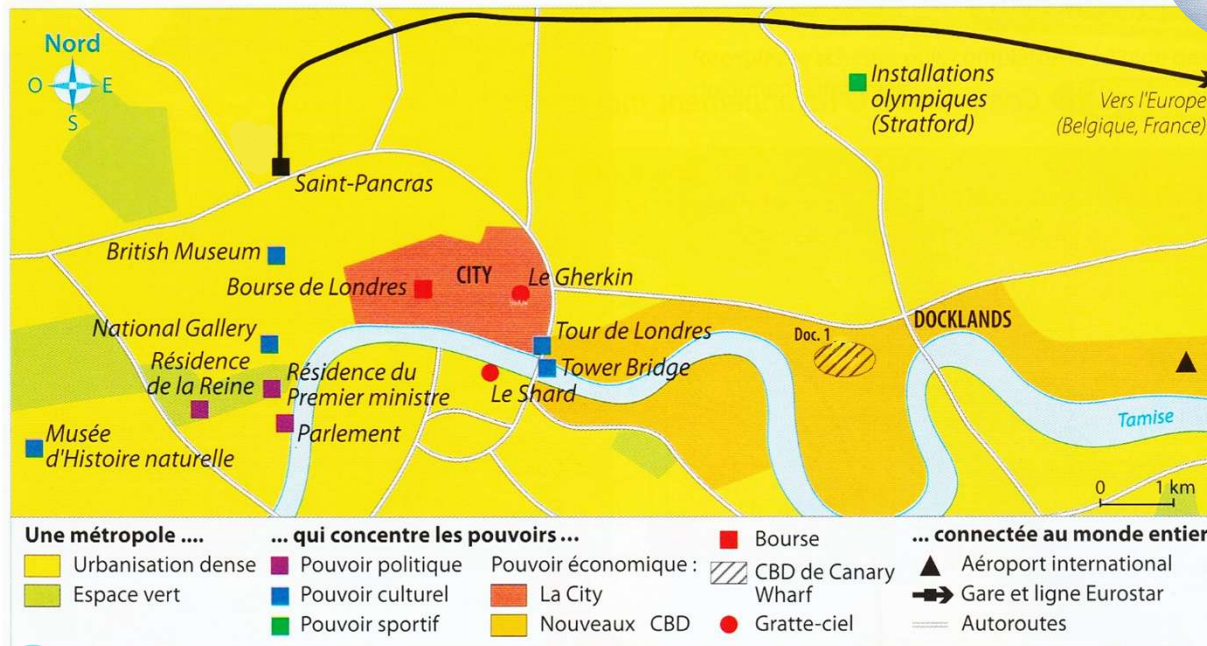 Nord
O
E
S
Installations
olympiques
(Stratford)
Vers l'Europe
(Belgique, France)
Saint-Pancras
British Museum
CITY
Le Gherkin
Bourse de Londres
National Gallery
Tour de Londres
Doc. 1
DOCKLANDS
Résidence
de la Reine
Résidence du
Premier ministre
Tower Bridge
Le Shard
Parlement
Tamise
Musée
d'Histoire naturelle
0 1 km
Une métropole ....
Urbanisation dense
Espace vert
... qui concentre les pouvoirs ...
Pouvoir politique
Pouvoir culturel
Pouvoir sportif
Pouvoir économique :
La City
Nouveaux CBD
Bourse
CBD de Canary
Wharf
Gratte-ciel
... connectée au monde entier
Aéroport international
Gare et ligne Eurostar
Autoroutes